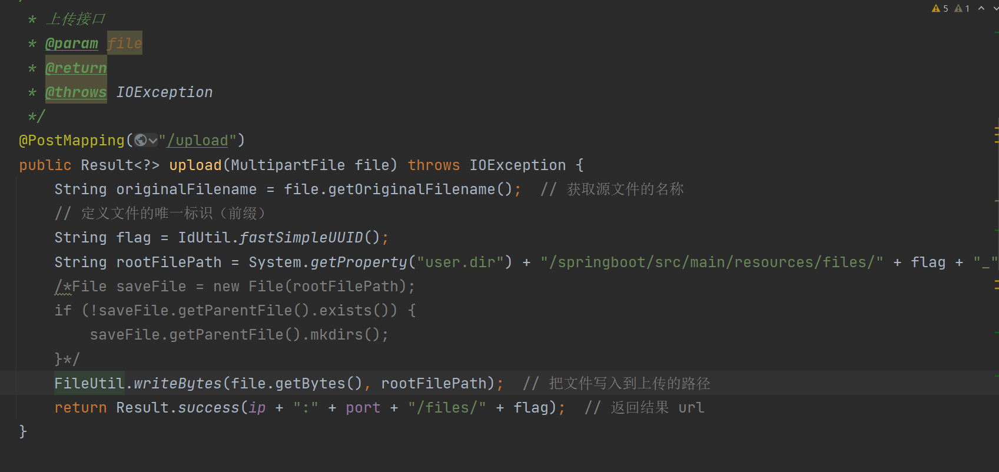 5 1
* 上传接口
* @param file
* @return
* @throws IOException
*/
@PostMapping("/upload")
public Result<?> upload(MultipartFile file) throws IOException {
String originalFilename = file.getOriginalFilename(); // 获取源文件的名称
// 定义文件的唯一标识（前缀）
String flag = IdUtil.fastSimpleUUID();
String rootFilePath = System.getProperty("user.dir") + "/springboot/src/main/resources/files/" + flag + "_"
/*File saveFile = new File(rootFilePath);
if (!saveFile.getParentFile().exists()) {
saveFile.getParentFile().mkdirs();
}*/
FileUtil.writeBytes(file.getBytes(), rootFilePath); // 把文件写入到上传的路径
return Result.success(ip + ":" + port + "/files/" + flag); // 返回结果 url
}